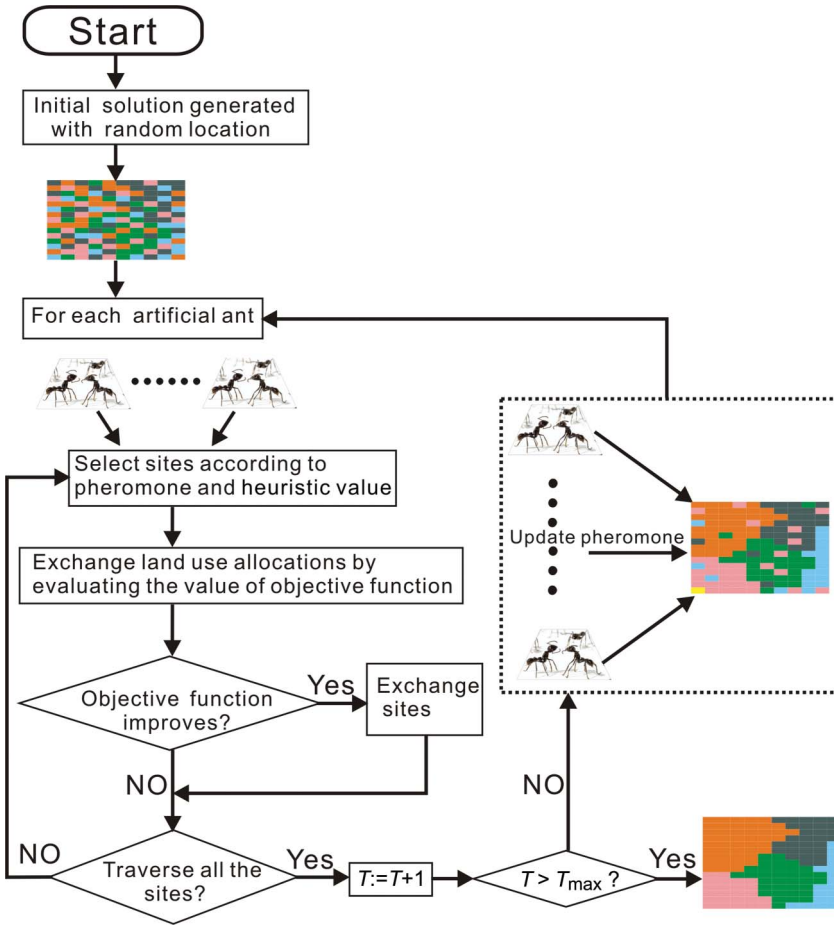 Start
Initial solution generated
with random location
For each artificial ant
Select sites according to
pheromone and heuristic value
Exchange land use allocations by
evaluating the value of objective function
Objective function
improves?
Yes
Exchange
sites
NO
Traverse all the
sites?
NO
Yes
T:=T+1
T > Tmax ?
NO
Yes
Update pheromone